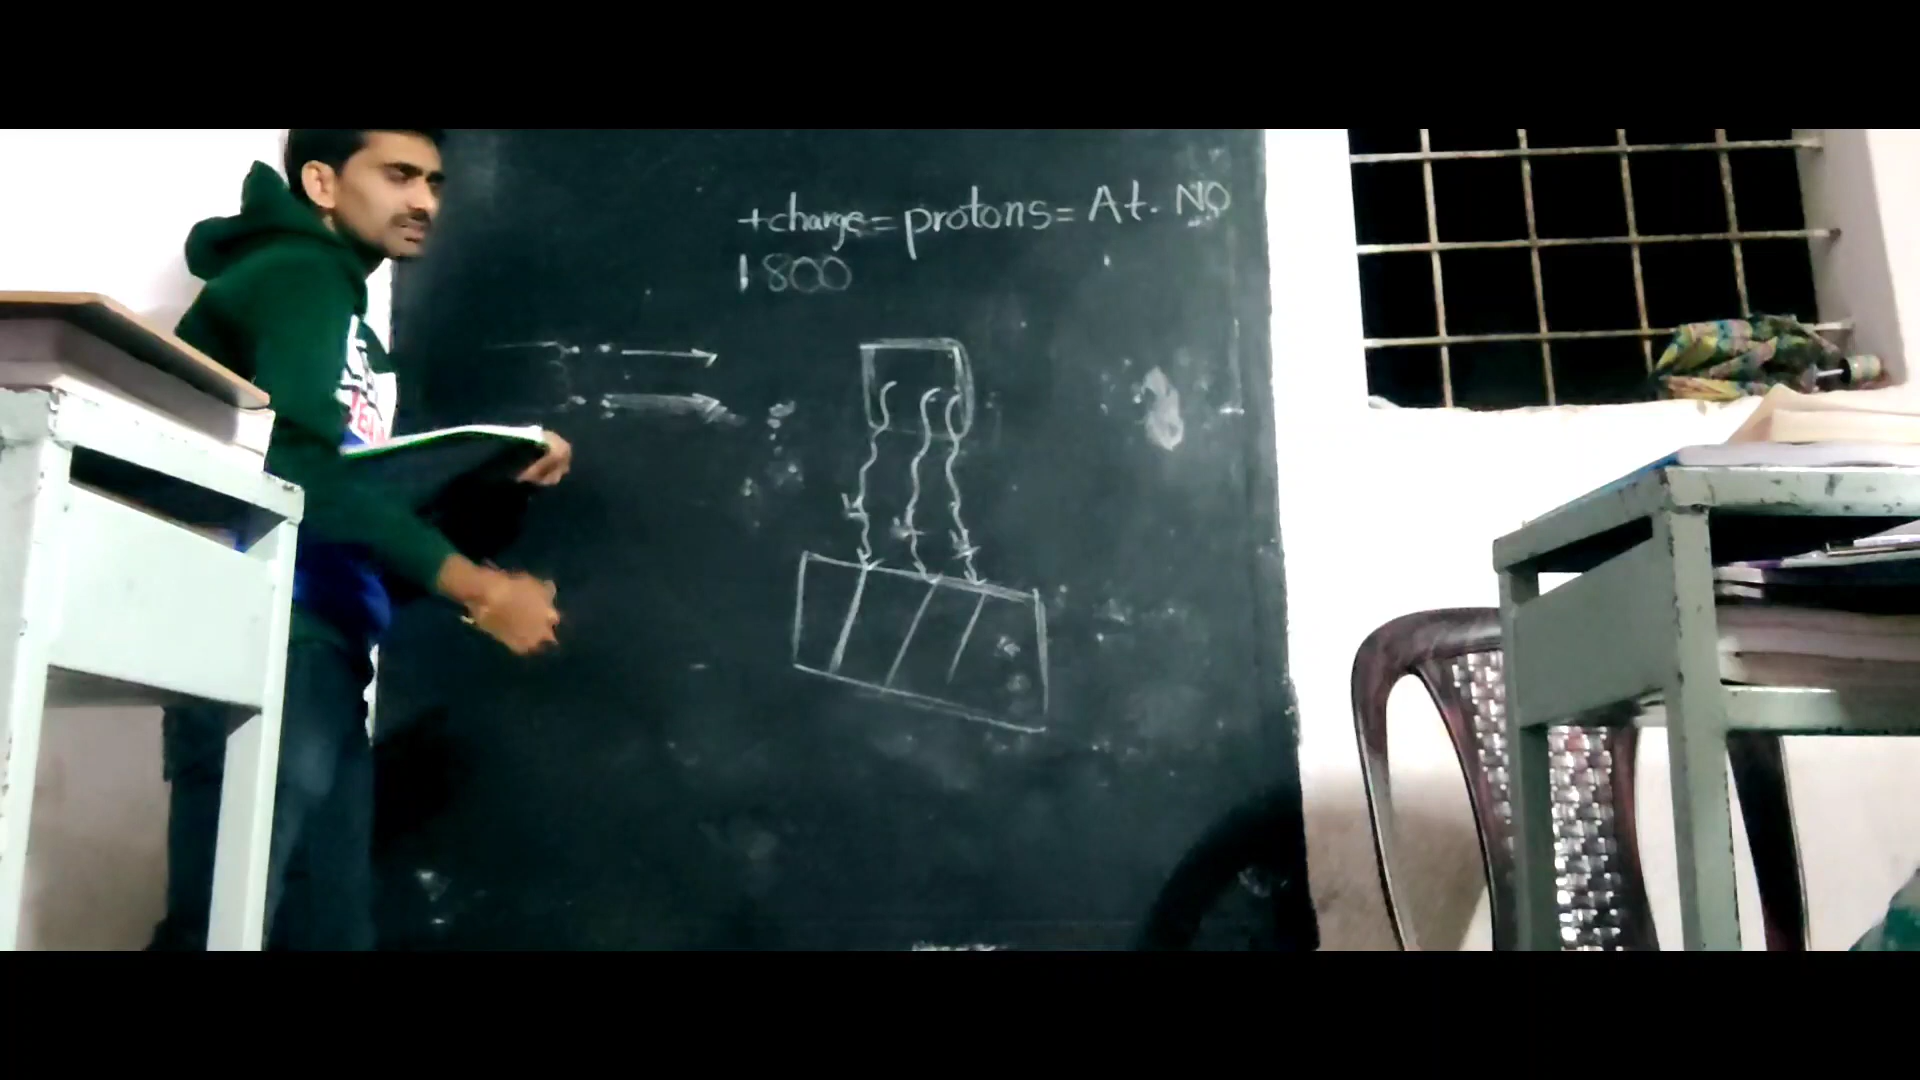 +charge = protons = At. NO
1800